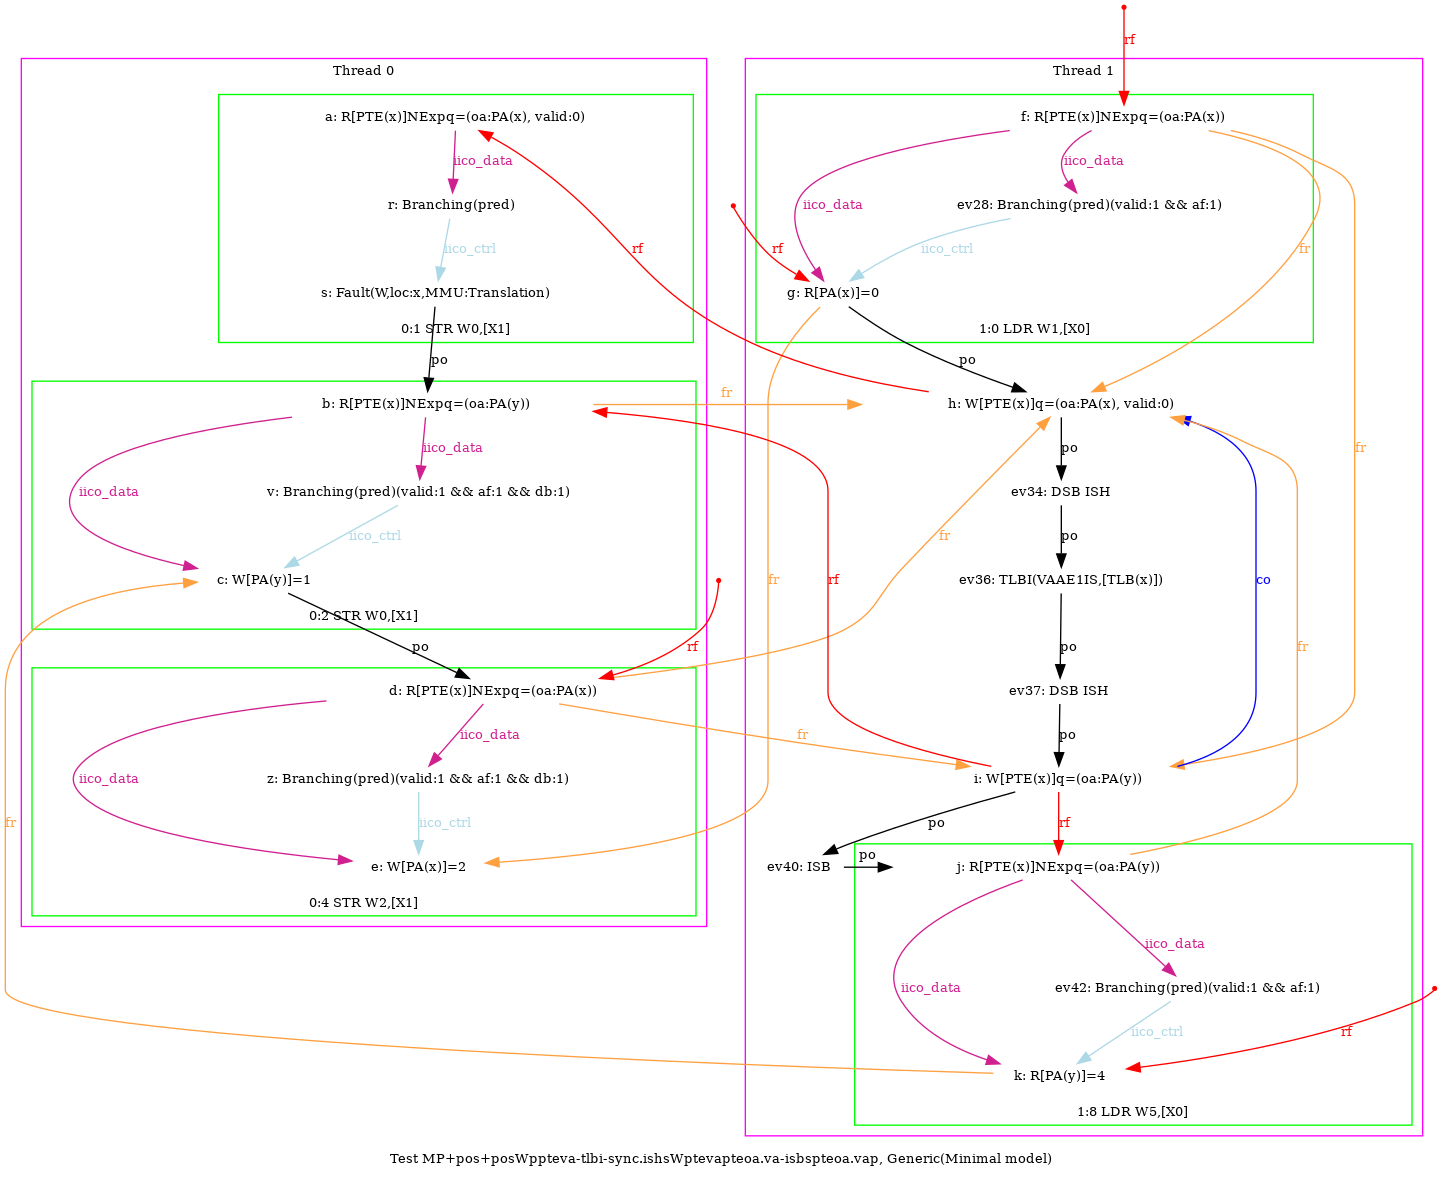 rf
Thread 0
Thread 1
a: R[PTE(x)]NExpq=(oa:PA(x), valid:0)
f: R[PTE(x)]NExpq=(oa:PA(x))
iico_data
iico_data
r: Branching(pred)
iico_data
ev28: Branching(pred)(valid:1 && af:1)
iico_ctrl
rf
rf
iico_ctrl
fr
s: Fault(W,loc:x,MMU:Translation)
g: R[PA(x)]=0
0:1 STR W0,[X1]
1:0 LDR W1,[X0]
po
po
fr
b: R[PTE(x)]NExpq=(oa:PA(y))
h: W[PTE(x)]q=(oa:PA(x), valid:0)
iico_data
po
fr
iico_data
v: Branching(pred)(valid:1 && af:1 && db:1)
ev34: DSB ISH
iico_ctrl
fr
po
c: W[PA(y)]=1
fr
rf
ev36: TLBI(VAAE1IS,[TLB(x)])
co
0:2 STR W0,[X1]
po
rf
po
fr
d: R[PTE(x)]NExpq=(oa:PA(x))
ev37: DSB ISH
iico_data
fr
po
iico_data
z: Branching(pred)(valid:1 && af:1 && db:1)
i: W[PTE(x)]q=(oa:PA(y))
fr
iico_ctrl
po
rf
e: W[PA(x)]=2
ev40: ISB
po
j: R[PTE(x)]NExpq=(oa:PA(y))
0:4 STR W2,[X1]
iico_data
iico_data
ev42: Branching(pred)(valid:1 && af:1)
iico_ctrl
rf
k: R[PA(y)]=4
1:8 LDR W5,[X0]
Test MP+pos+posWppteva-tlbi-sync.ishsWptevapteoa.va-isbspteoa.vap, Generic(Minimal model)